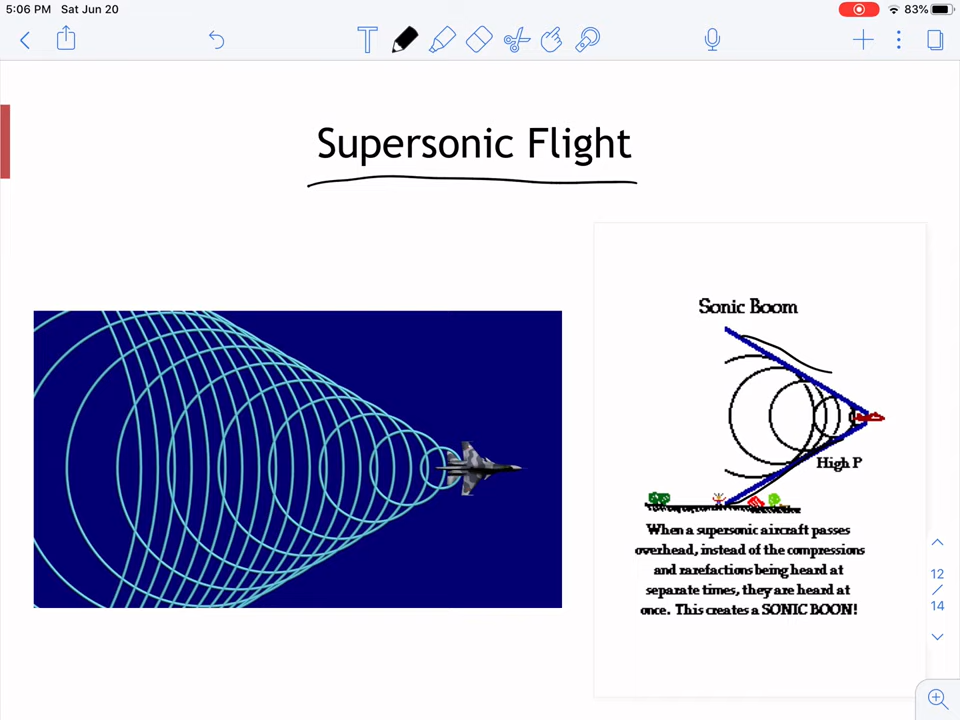 5:06 PM Sat Jun 20
83%
T
Supersonic Flight
Sonic Boom
High P
When a supersonic aircraft passes
overhead, instead of the compressions
and rarefactions being heard at
separate times, they are heard at
once. This creates a SONIC BOON!
12
/
14